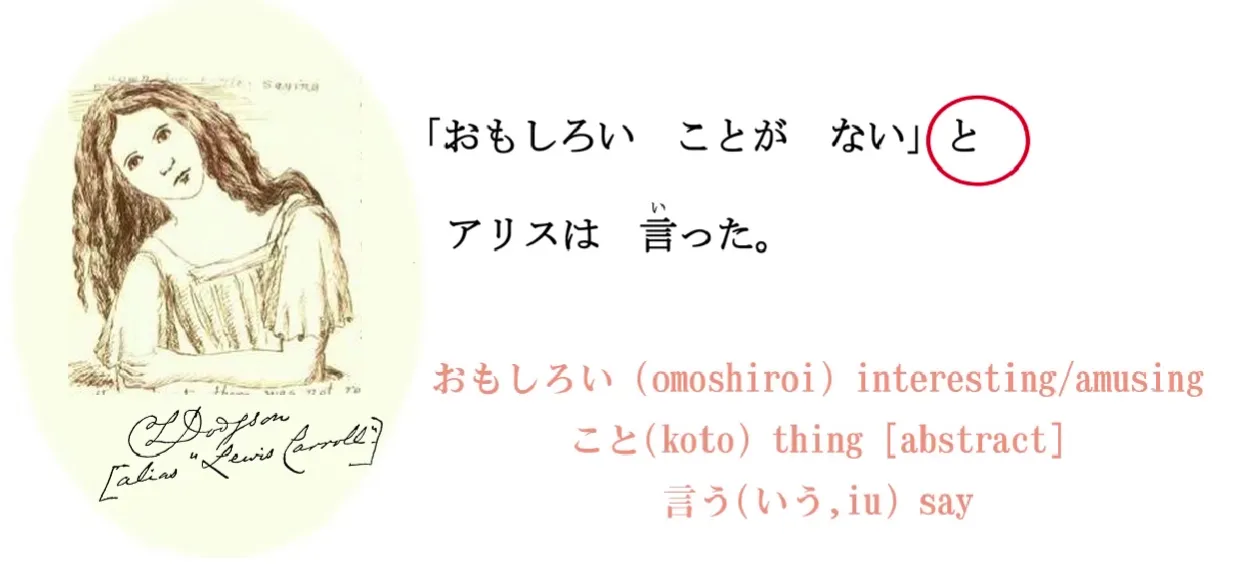 「おもしろい ことが ない」と
アリスは 言った。
い
おもしろい (omoshiroi) interesting/amusing
こと(koto) thing [abstract]
言う(いう,iu) say
CL Dodgson
[alias "Lewis Carroll".]